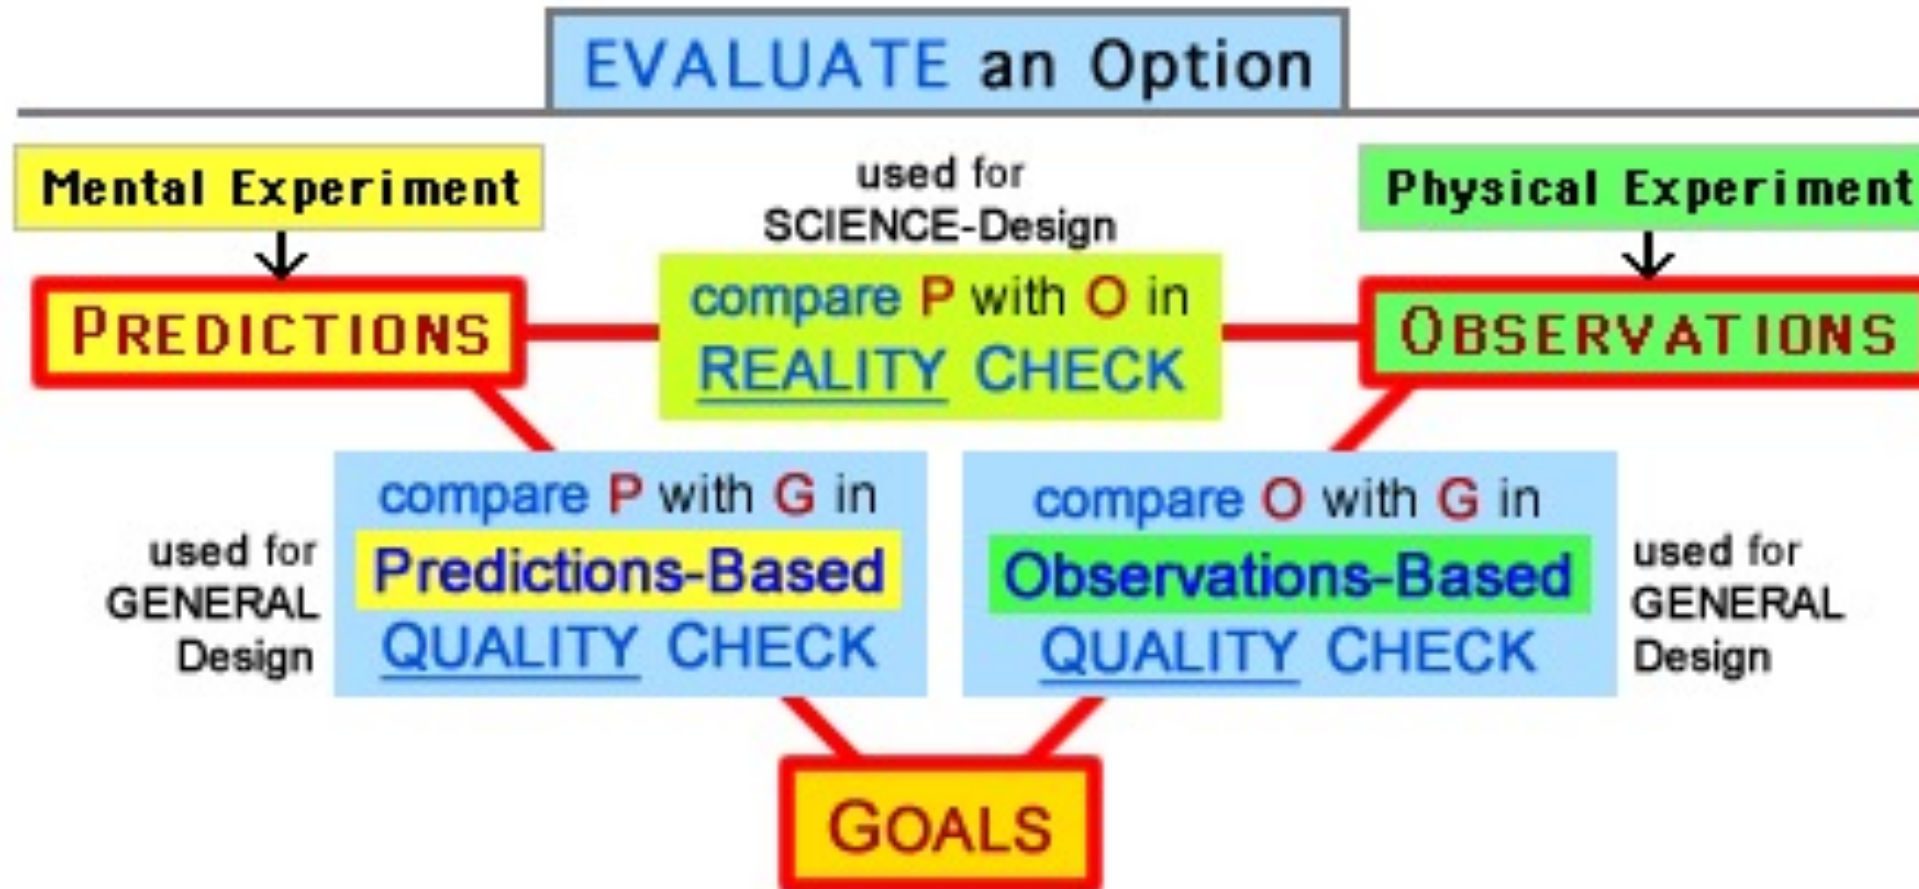 EVALUATE an Option
Mental Experiment
used for
SCIENCE-Design
Physical Experiment
PREDICTIONS
compare P with O in
REALITY CHECK
OBSERVATIONS
used for
GENERAL
Design
compare P with G in
Predictions-Based
QUALITY CHECK
compare O with G in
Observations-Based
QUALITY CHECK
used for
GENERAL
Design
GOALS